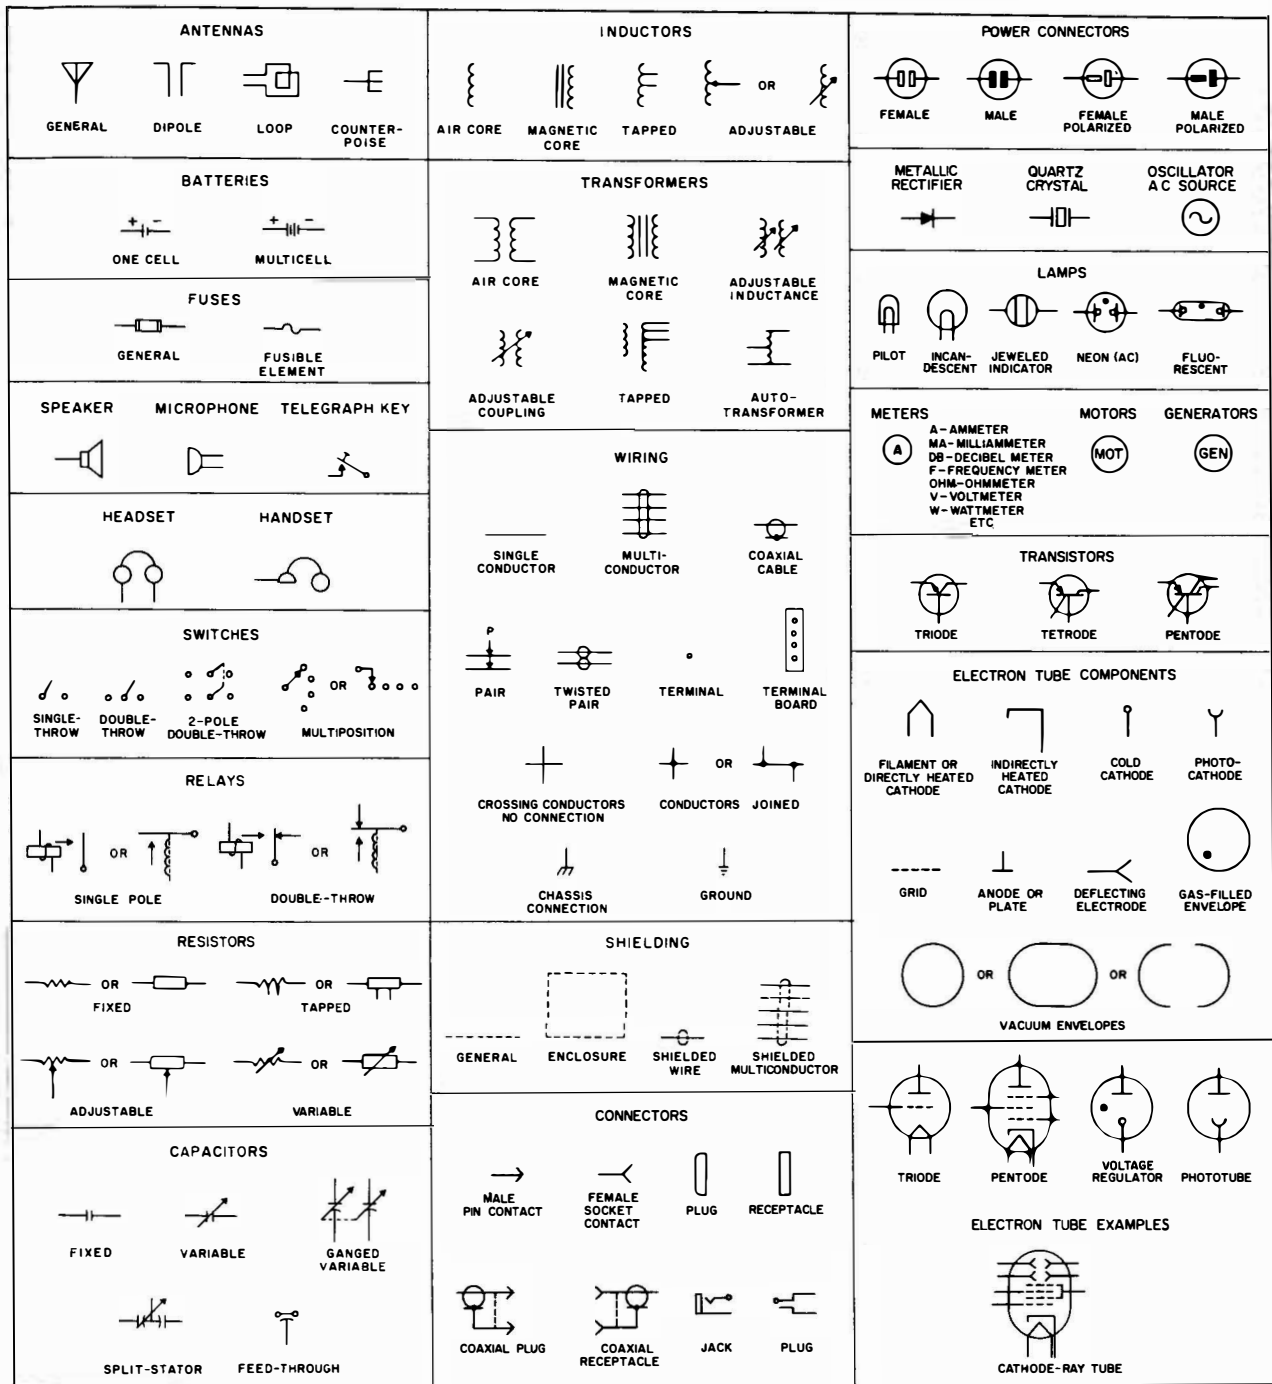 ANTENNAS
GENERAL
DIPOLE
LOOP
COUNTER-
POISE
BATTERIES
+ -
+ -
ONE CELL
MULTICELL
FUSES
GENERAL
FUSIBLE
ELEMENT
SPEAKER
MICROPHONE
TELEGRAPH KEY
HEADSET
HANDSET
SWITCHES
OR
SINGLE-
THROW
DOUBLE-
THROW
2-POLE
DOUBLE-THROW
MULTIPOSITION
RELAYS
OR
OR
SINGLE POLE
DOUBLE-THROW
RESISTORS
OR
FIXED
OR
TAPPED
OR
ADJUSTABLE
OR
VARIABLE
CAPACITORS
FIXED
VARIABLE
GANGED
VARIABLE
SPLIT-STATOR
FEED-THROUGH
INDUCTORS
OR
AIR CORE
MAGNETIC
CORE
TAPPED
ADJUSTABLE
TRANSFORMERS
AIR CORE
MAGNETIC
CORE
ADJUSTABLE
INDUCTANCE
ADJUSTABLE
COUPLING
TAPPED
AUTO-
TRANSFORMER
WIRING
SINGLE
CONDUCTOR
MULTI-
CONDUCTOR
COAXIAL
CABLE
P
PAIR
TWISTED
PAIR
TERMINAL
TERMINAL
BOARD
OR
CROSSING CONDUCTORS
NO CONNECTION
CONDUCTORS JOINED
CHASSIS
CONNECTION
GROUND
SHIELDING
GENERAL
ENCLOSURE
SHIELDED
WIRE
SHIELDED
MULTICONDUCTOR
CONNECTORS
MALE
PIN CONTACT
FEMALE
SOCKET
CONTACT
PLUG
RECEPTACLE
COAXIAL PLUG
COAXIAL
RECEPTACLE
JACK
PLUG
POWER CONNECTORS
FEMALE
MALE
FEMALE
POLARIZED
MALE
POLARIZED
METALLIC
RECTIFIER
QUARTZ
CRYSTAL
OSCILLATOR
AC SOURCE
LAMPS
PILOT
INCAN-
DESCENT
JEWELED
INDICATOR
NEON (AC)
FLUO-
RESCENT
METERS
A
A-AMMETER
MA-MILLIAMMETER
DB-DECIBEL METER
F-FREQUENCY METER
OHM-OHMMETER
V-VOLTMETER
W-WATTMETER
ETC
MOTORS
MOT
GENERATORS
GEN
TRANSISTORS
TRIODE
TETRODE
PENTODE
ELECTRON TUBE COMPONENTS
FILAMENT OR
DIRECTLY HEATED
CATHODE
INDIRECTLY
HEATED
CATHODE
COLD
CATHODE
PHOTO-
CATHODE
GRID
ANODE OR
PLATE
DEFLECTING
ELECTRODE
GAS-FILLED
ENVELOPE
OR
OR
VACUUM ENVELOPES
TRIODE
PENTODE
VOLTAGE
REGULATOR
PHOTOTUBE
ELECTRON TUBE EXAMPLES
CATHODE-RAY TUBE